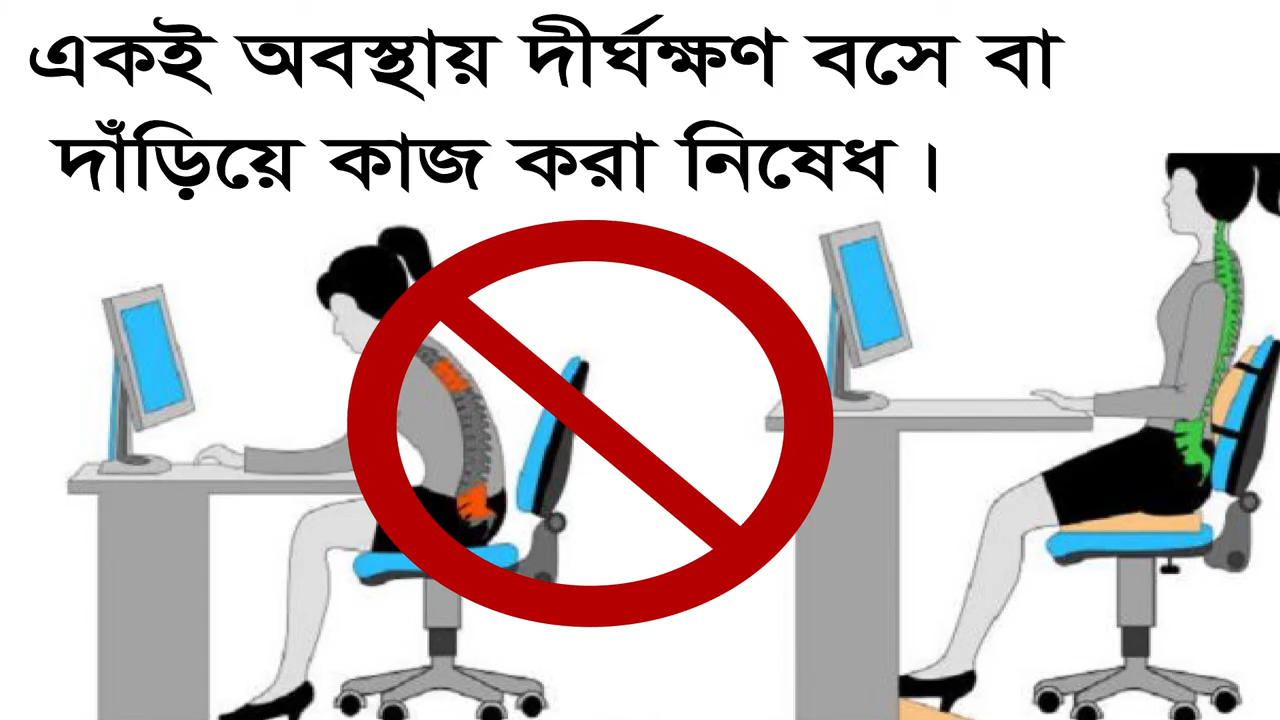 একই অবস্থায় দীর্ঘক্ষণ বসে বা
দাঁড়িয়ে কাজ করা নিষেধ।